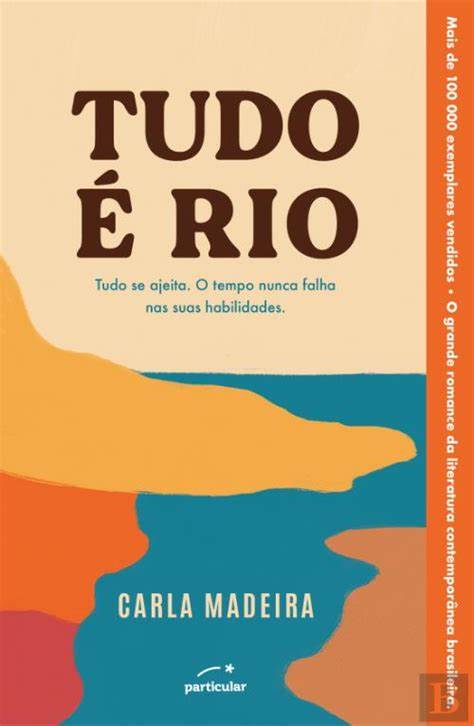 TUDO
É RIO
Tudo se ajeita. O tempo nunca falha
nas suas habilidades.
CARLA MADEIRA
particular
Mais de 100 000 exemplares vendidos • O grande romance da literatura contemporânea brasileira.
B